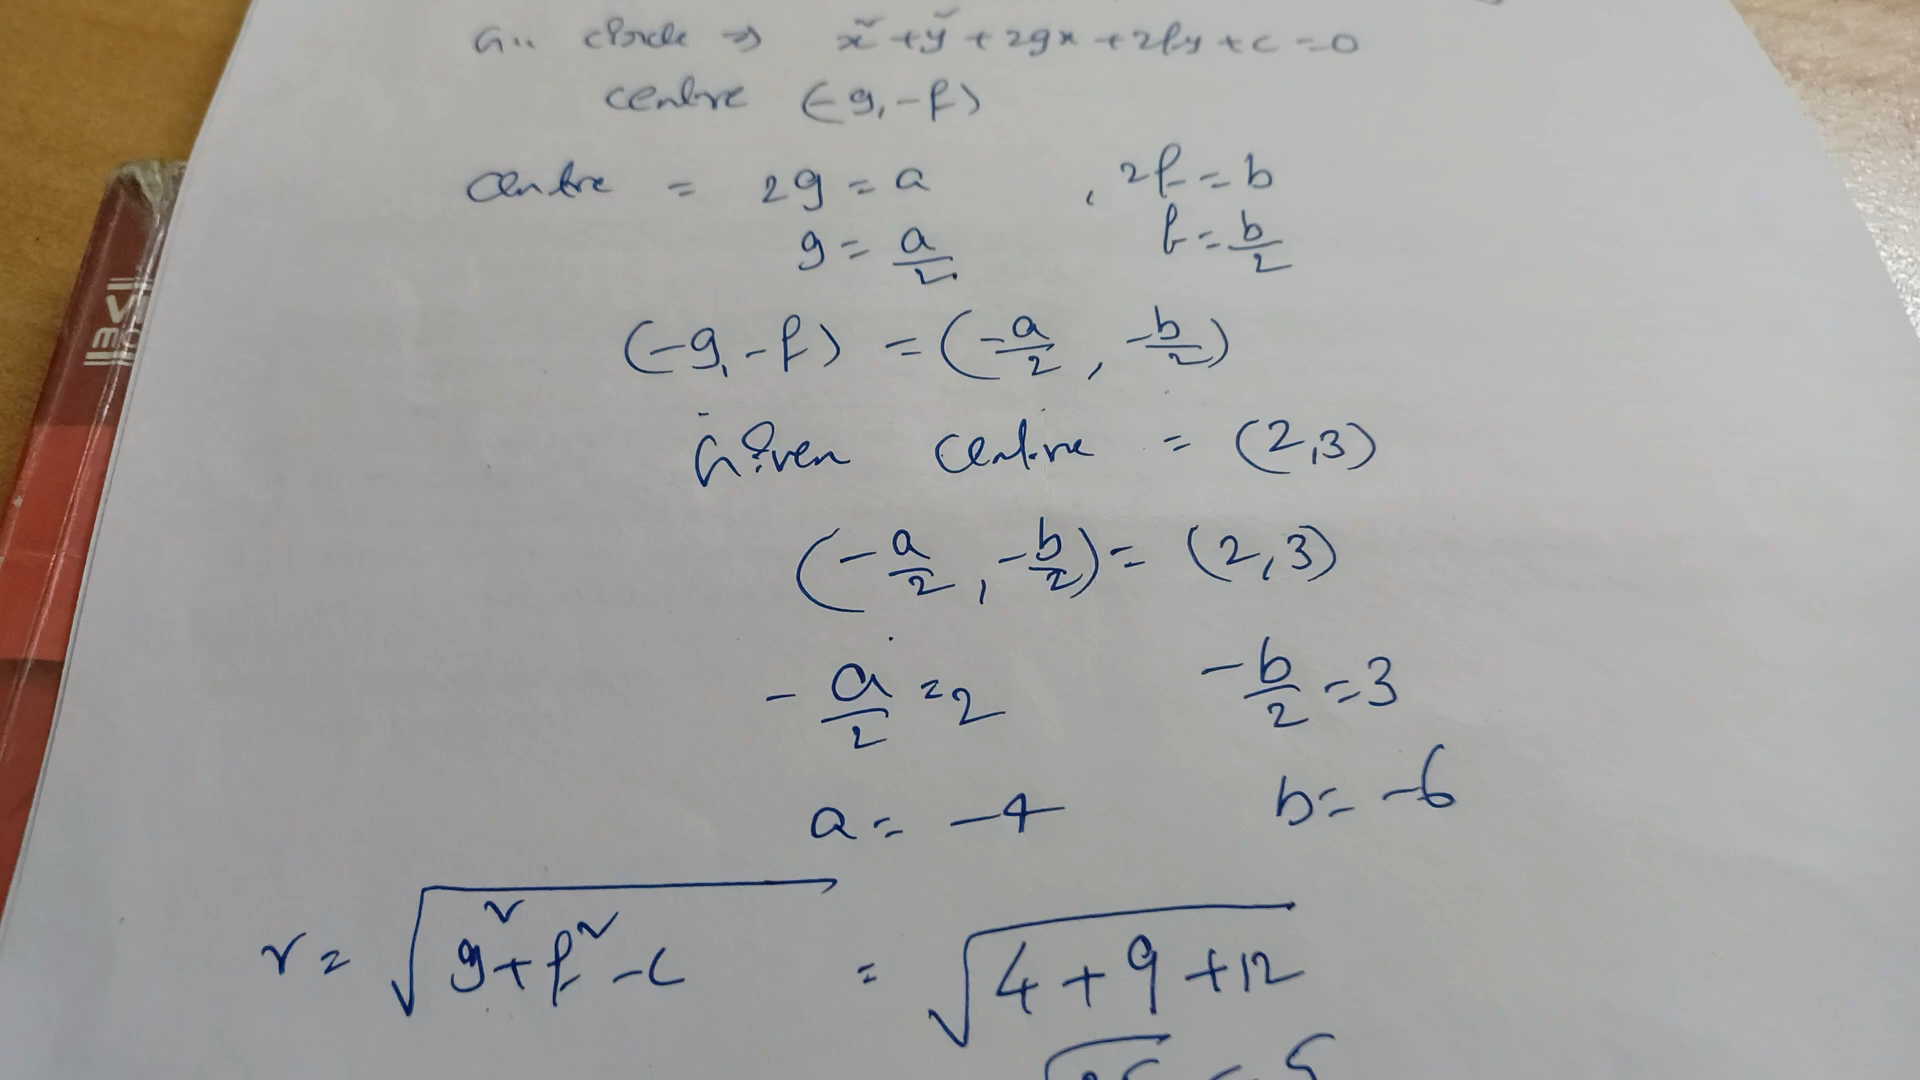 G.. circle ⇒ x² + y² + 2gx + 2fy + c = 0
centre (-g, -f)
Centre = 2g = a , 2f = b
g = a/2 f = b/2
(-g, -f) = (-a/2, -b/2)
Given centre = (2,3)
(-a/2, -b/2) = (2,3)
-a/2 = 2 -b/2 = 3
a = -4 b = -6
r = √(g² + f² - c) = √(4 + 9 + 12)